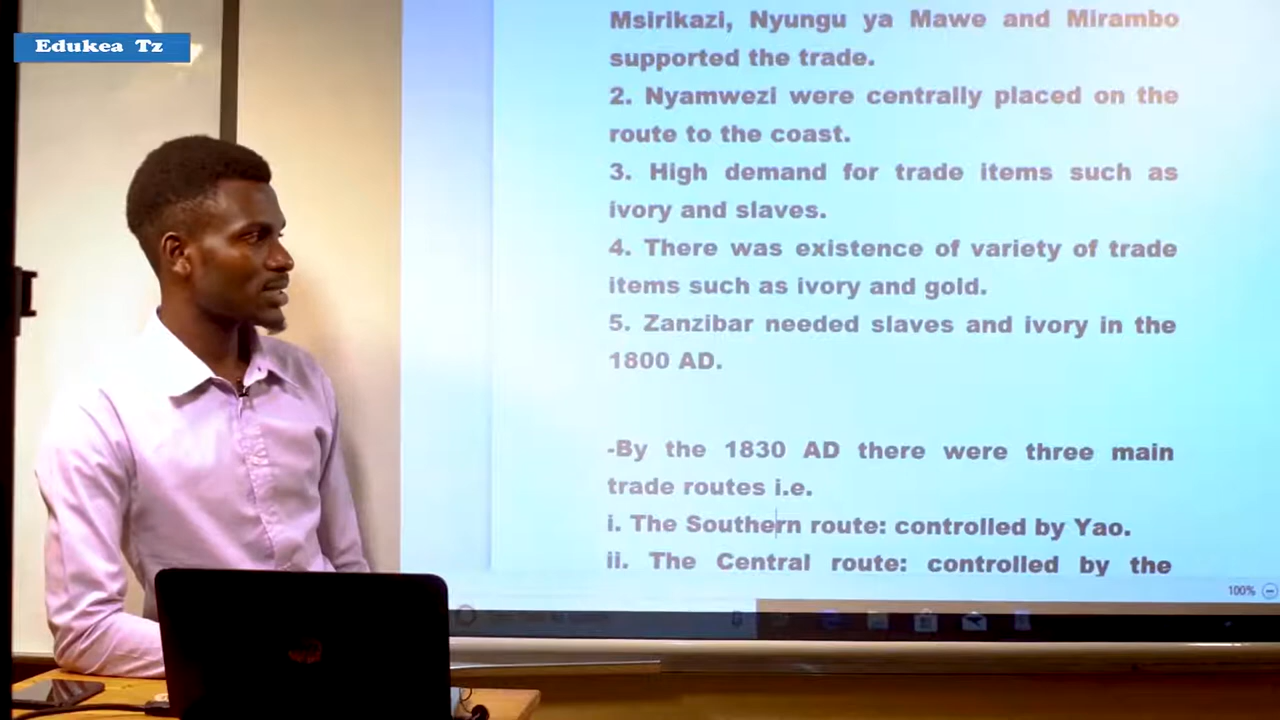 Edukea Tz
Msirikazi, Nyungu ya Mawe and Mirambo
supported the trade.
2. Nyamwezi were centrally placed on the
route to the coast.
3. High demand for trade items such as
ivory and slaves.
4. There was existence of variety of trade
items such as ivory and gold.
5. Zanzibar needed slaves and ivory in the
1800 AD.
-By the 1830 AD there were three main
trade routes i.e.
i. The Southern route: controlled by Yao.
ii. The Central route: controlled by the
100%